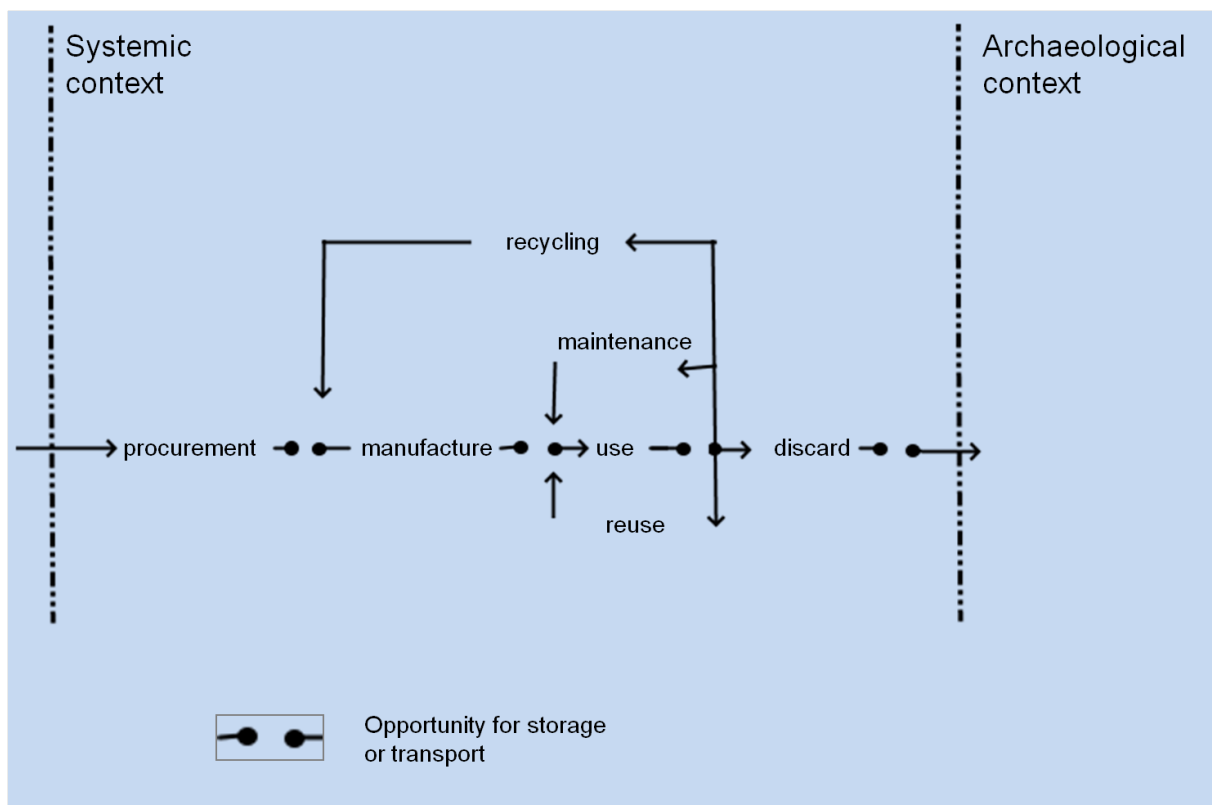 Systemic
context
Archaeological
context
recycling
maintenance
procurement
manufacture
use
discard
reuse
Opportunity for storage
or transport